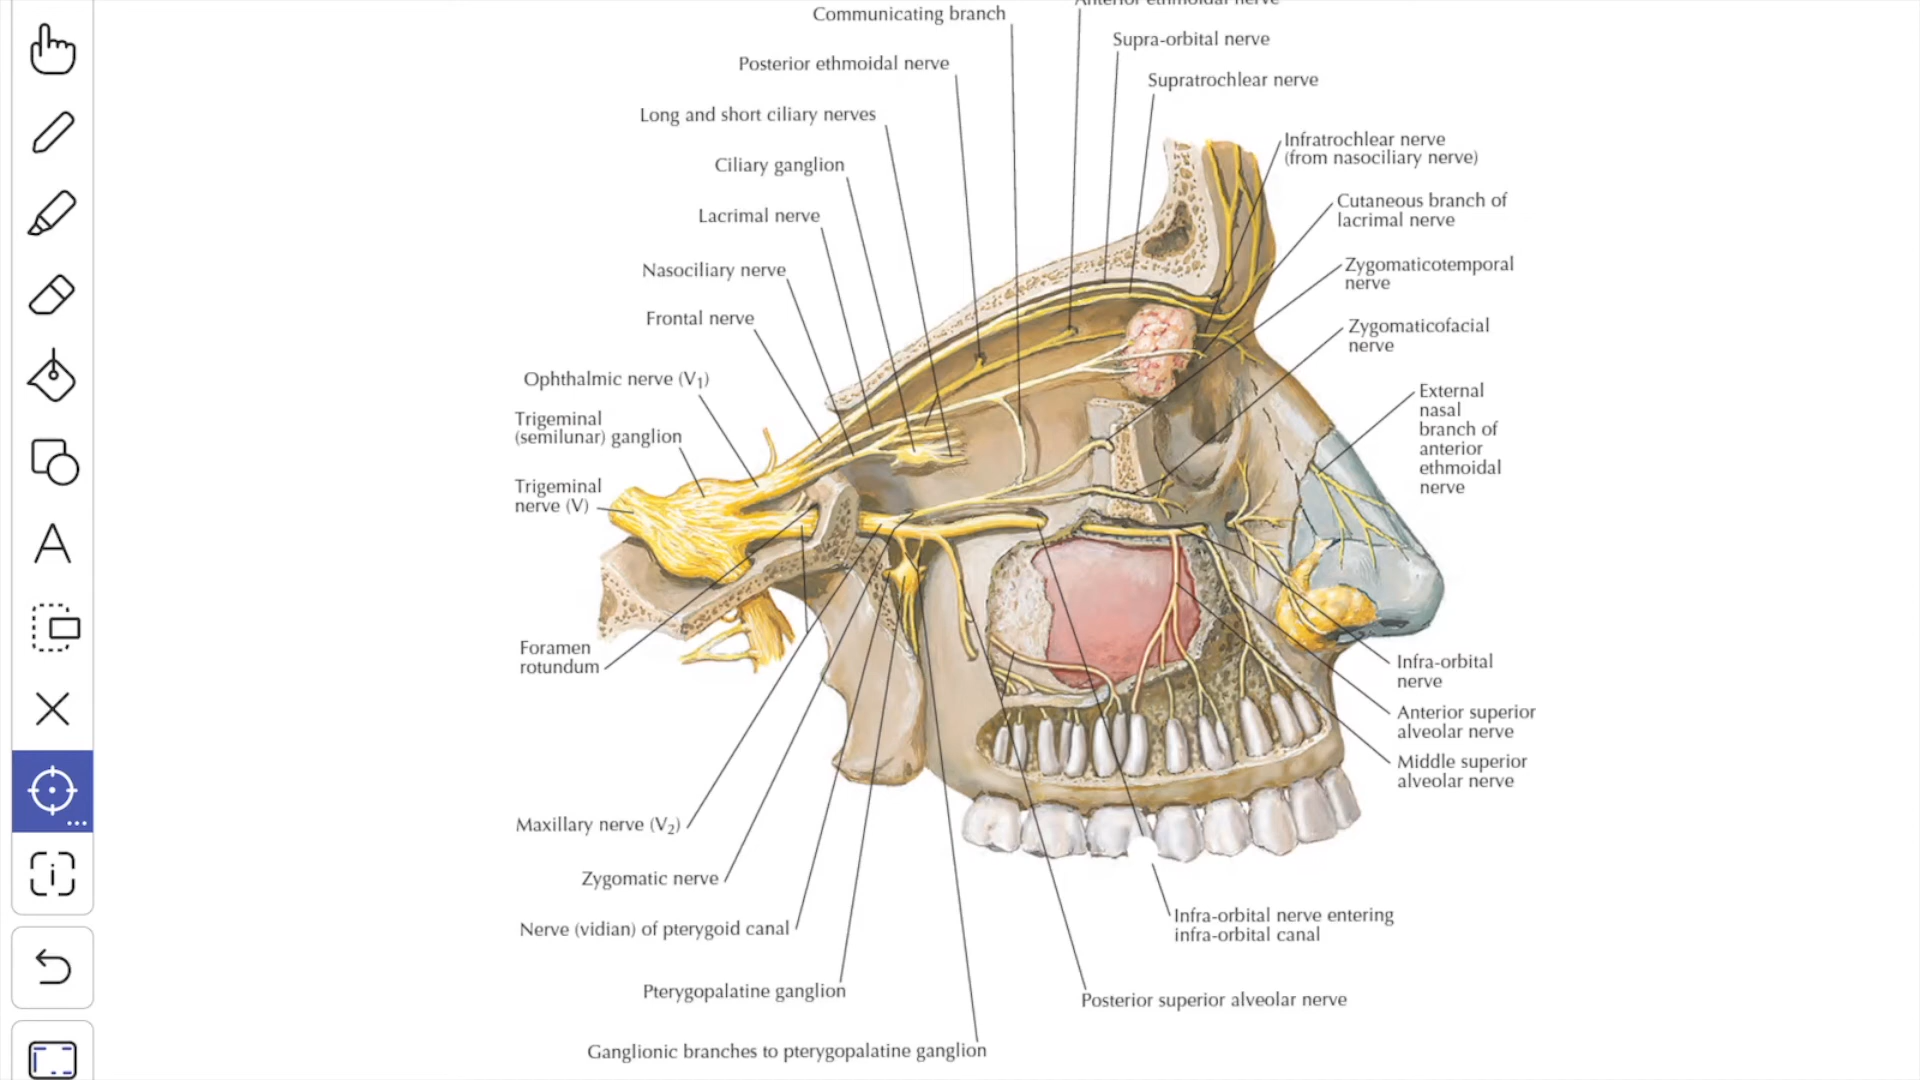 Communicating branch
Anterior ethmoidal nerve
Supra-orbital nerve
Posterior ethmoidal nerve
Supratrochlear nerve
Long and short ciliary nerves
Infratrochlear nerve
(from nasociliary nerve)
Ciliary ganglion
Cutaneous branch of
lacrimal nerve
Lacrimal nerve
Zygomaticotemporal
nerve
Nasociliary nerve
Frontal nerve
Zygomaticofacial
nerve
Ophthalmic nerve (V1)
External
nasal
branch of
anterior
ethmoidal
nerve
Trigeminal
(semilunar) ganglion
Trigeminal
nerve (V)
Foramen
rotundum
Infra-orbital
nerve
Anterior superior
alveolar nerve
Middle superior
alveolar nerve
Maxillary nerve (V2)
Zygomatic nerve
Nerve (vidian) of pterygoid canal
Infra-orbital nerve entering
infra-orbital canal
Pterygopalatine ganglion
Posterior superior alveolar nerve
Ganglionic branches to pterygopalatine ganglion
A
i